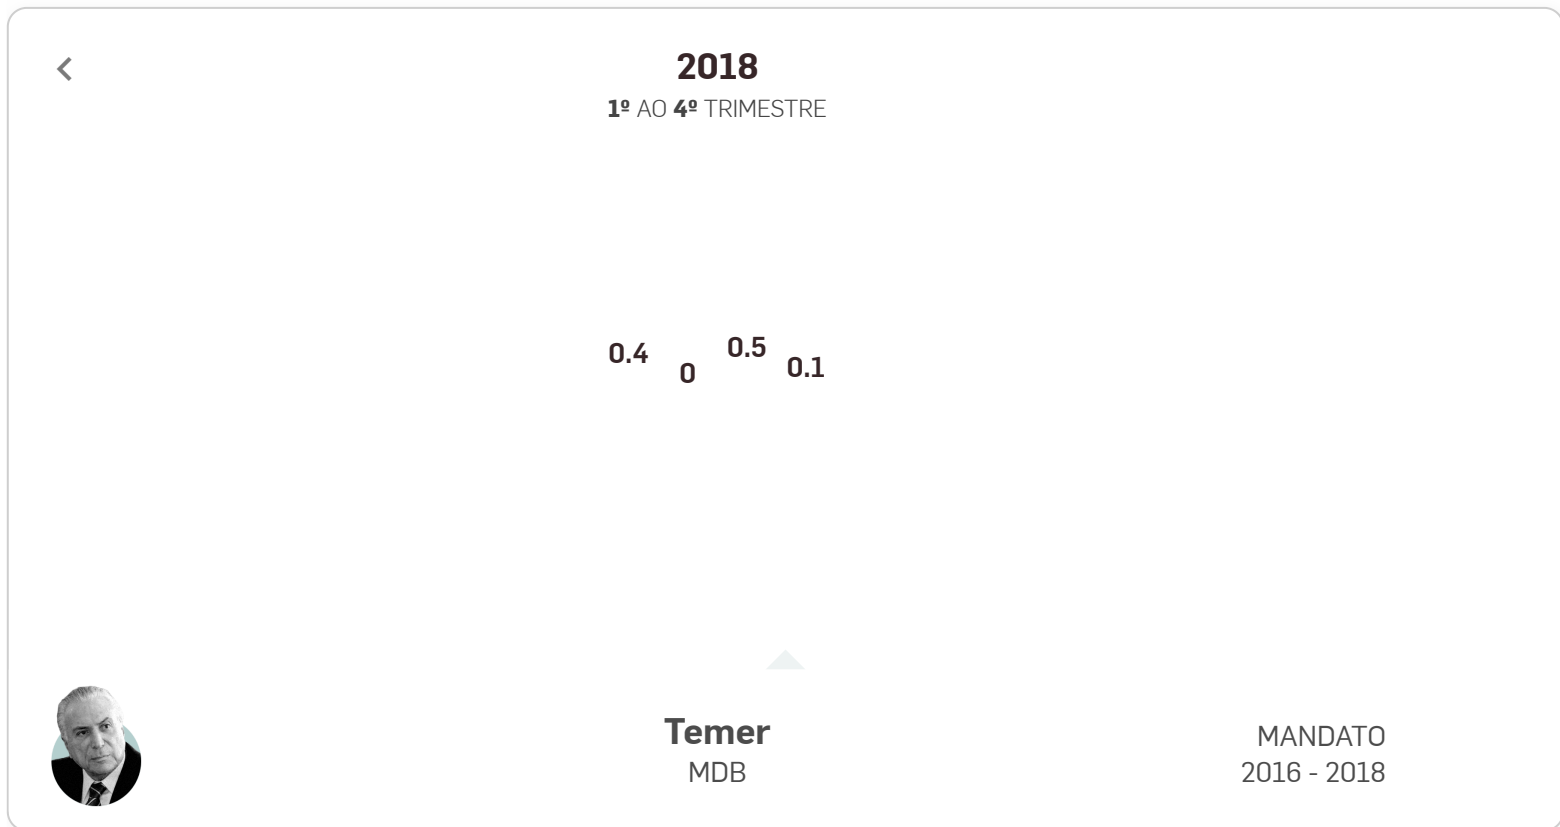 2018
1º AO 4º TRIMESTRE
0.4 0 0.5 0.1
Temer
MDB
MANDATO
2016 - 2018